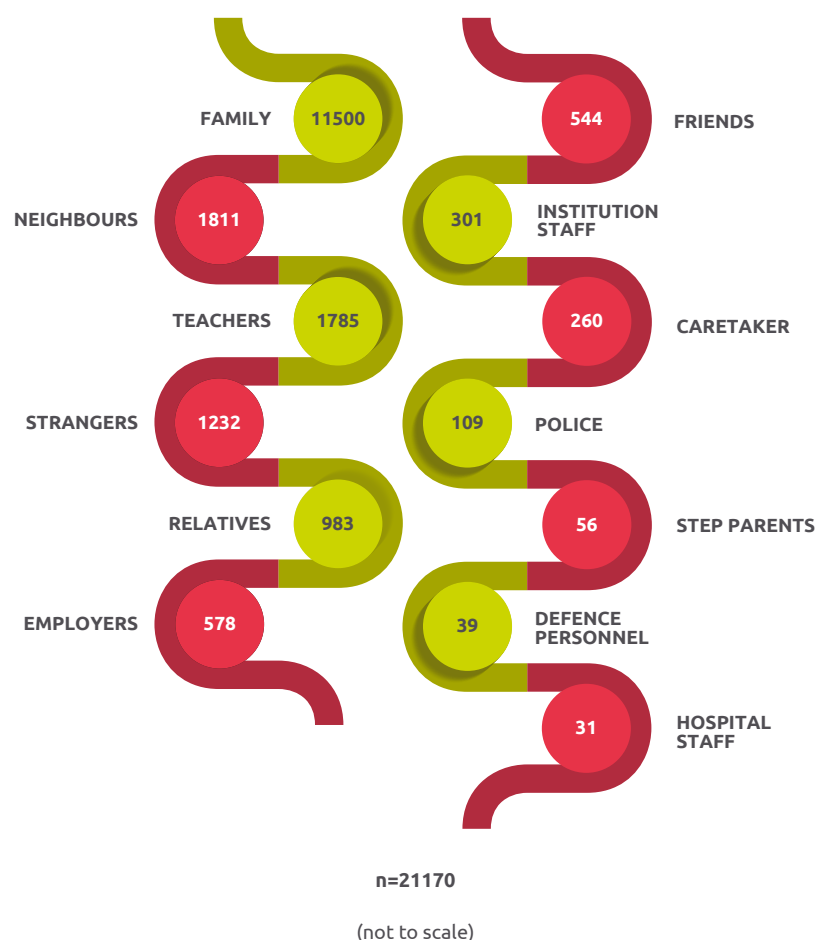 FAMILY
11500
NEIGHBOURS
1811
TEACHERS
1785
STRANGERS
1232
RELATIVES
983
EMPLOYERS
578
544
FRIENDS
301
INSTITUTION
STAFF
260
CARETAKER
109
POLICE
56
STEP PARENTS
39
DEFENCE
PERSONNEL
31
HOSPITAL
STAFF
n=21170
(not to scale)